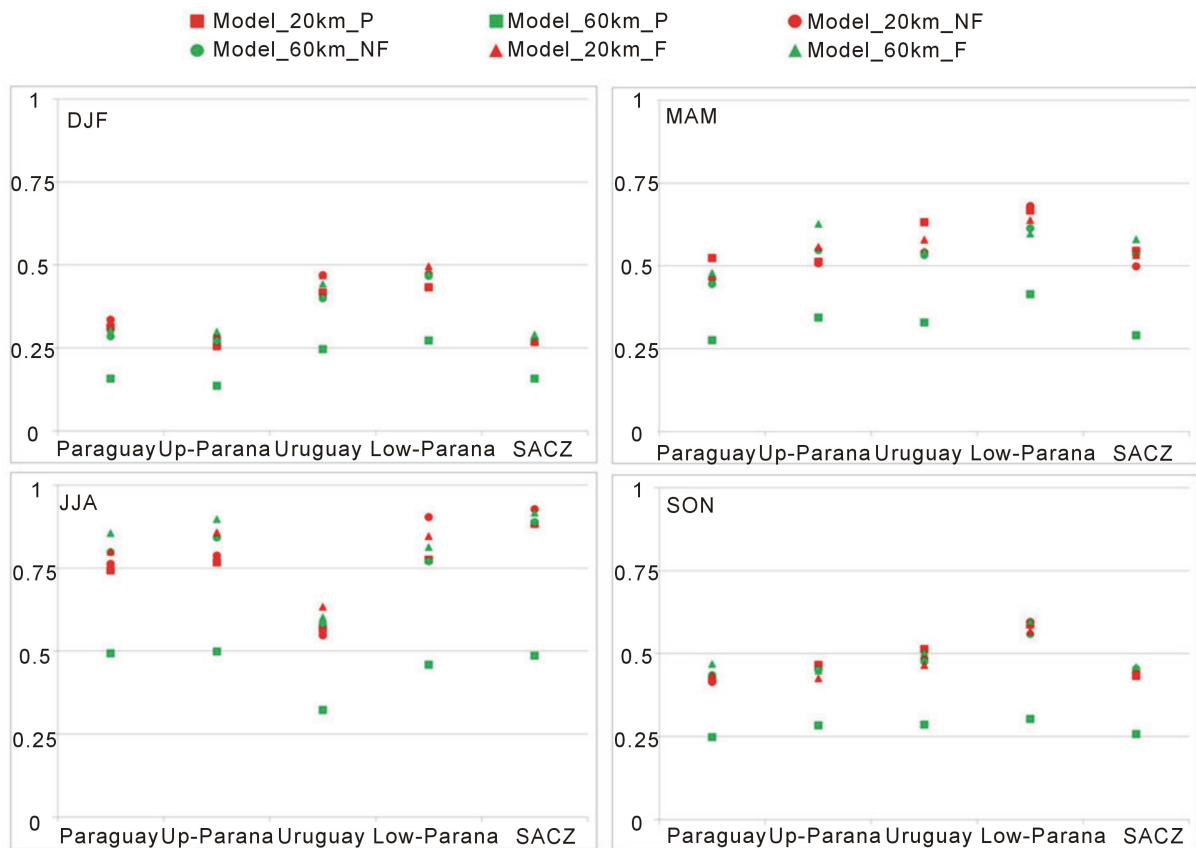 Model_20km_P Model_60km_P Model_20km_NF
Model_60km_NF Model_20km_F Model_60km_F
DJF
1
0.75
0.5
0.25
0
Paraguay Up-Parana Uruguay Low-Parana SACZ
MAM
1
0.75
0.5
0.25
0
Paraguay Up-Parana Uruguay Low-Parana SACZ
JJA
1
0.75
0.5
0.25
0
Paraguay Up-Parana Uruguay Low-Parana SACZ
SON
1
0.75
0.5
0.25
0
Paraguay Up-Parana Uruguay Low-Parana SACZ